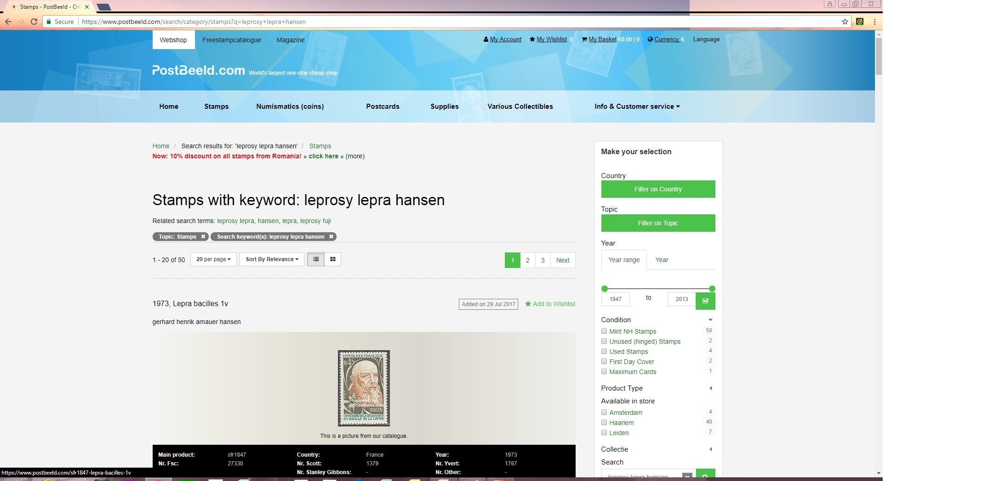 Stamps - PostBeeld - Onl
Secure | https://www.postbeeld.com/search/category/stamps?q=leprosy+lepra+hansen
Webshop Freestampcatalogue Magazine My Account My Wishlist 0 My Basket €0.00 | 0 Currency € Language
PostBeeld.com World's largest one-stop stamp shop
Home Stamps Numismatics (coins) Postcards Supplies Various Collectibles Info & Customer service
Home / Search results for: 'leprosy lepra hansen' / Stamps
Now: 10% discount on all stamps from Romania! » click here « (more)
Stamps with keyword: leprosy lepra hansen
Related search terms: leprosy lepra, hansen, lepra, leprosy fuji
Topic: Stamps ✖ Search keyword(s): leprosy lepra hansen ✖
1 - 20 of 50 20 per page Sort By Relevance 1 2 3 Next
1973, Lepra bacilles 1v Added on 29 Jul 2017 Add to Wishlist
gerhard henrik arnauer hansen
REPUBLIQUE FRANÇAISE
0,45
POSTES
scanned by
PostBeeld.com
HANSEN
CENTENAIRE DE LA DECOUVERTE
DU BACILLE DE LA LEPRE
This is a picture from our catalogue.
Main product: sfr1847 Country: France Year: 1973
Nr. Fsc: 27330 Nr. Scott: 1379 Nr. Yvert: 1767
Nr. Stanley Gibbons: - Nr. Other: -
https://www.postbeeld.com/sfr1847-lepra-bacilles-1v
Make your selection
Country
Filter on Country
Topic
Filter on Topic
Year
Year range Year
1947 to 2013
Condition
Mint NH Stamps 50
Unused (hinged) Stamps 2
Used Stamps 4
First Day Cover 2
Maximum Cards 1
Product Type
Available in store
Amsterdam 4
Haarlem 40
Leiden 7
Collectie
Search
leprosy lepra hansen